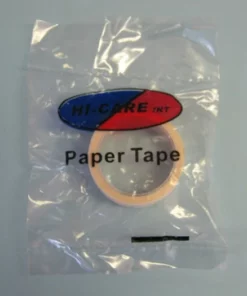 HI-CARE INT
Paper Tape